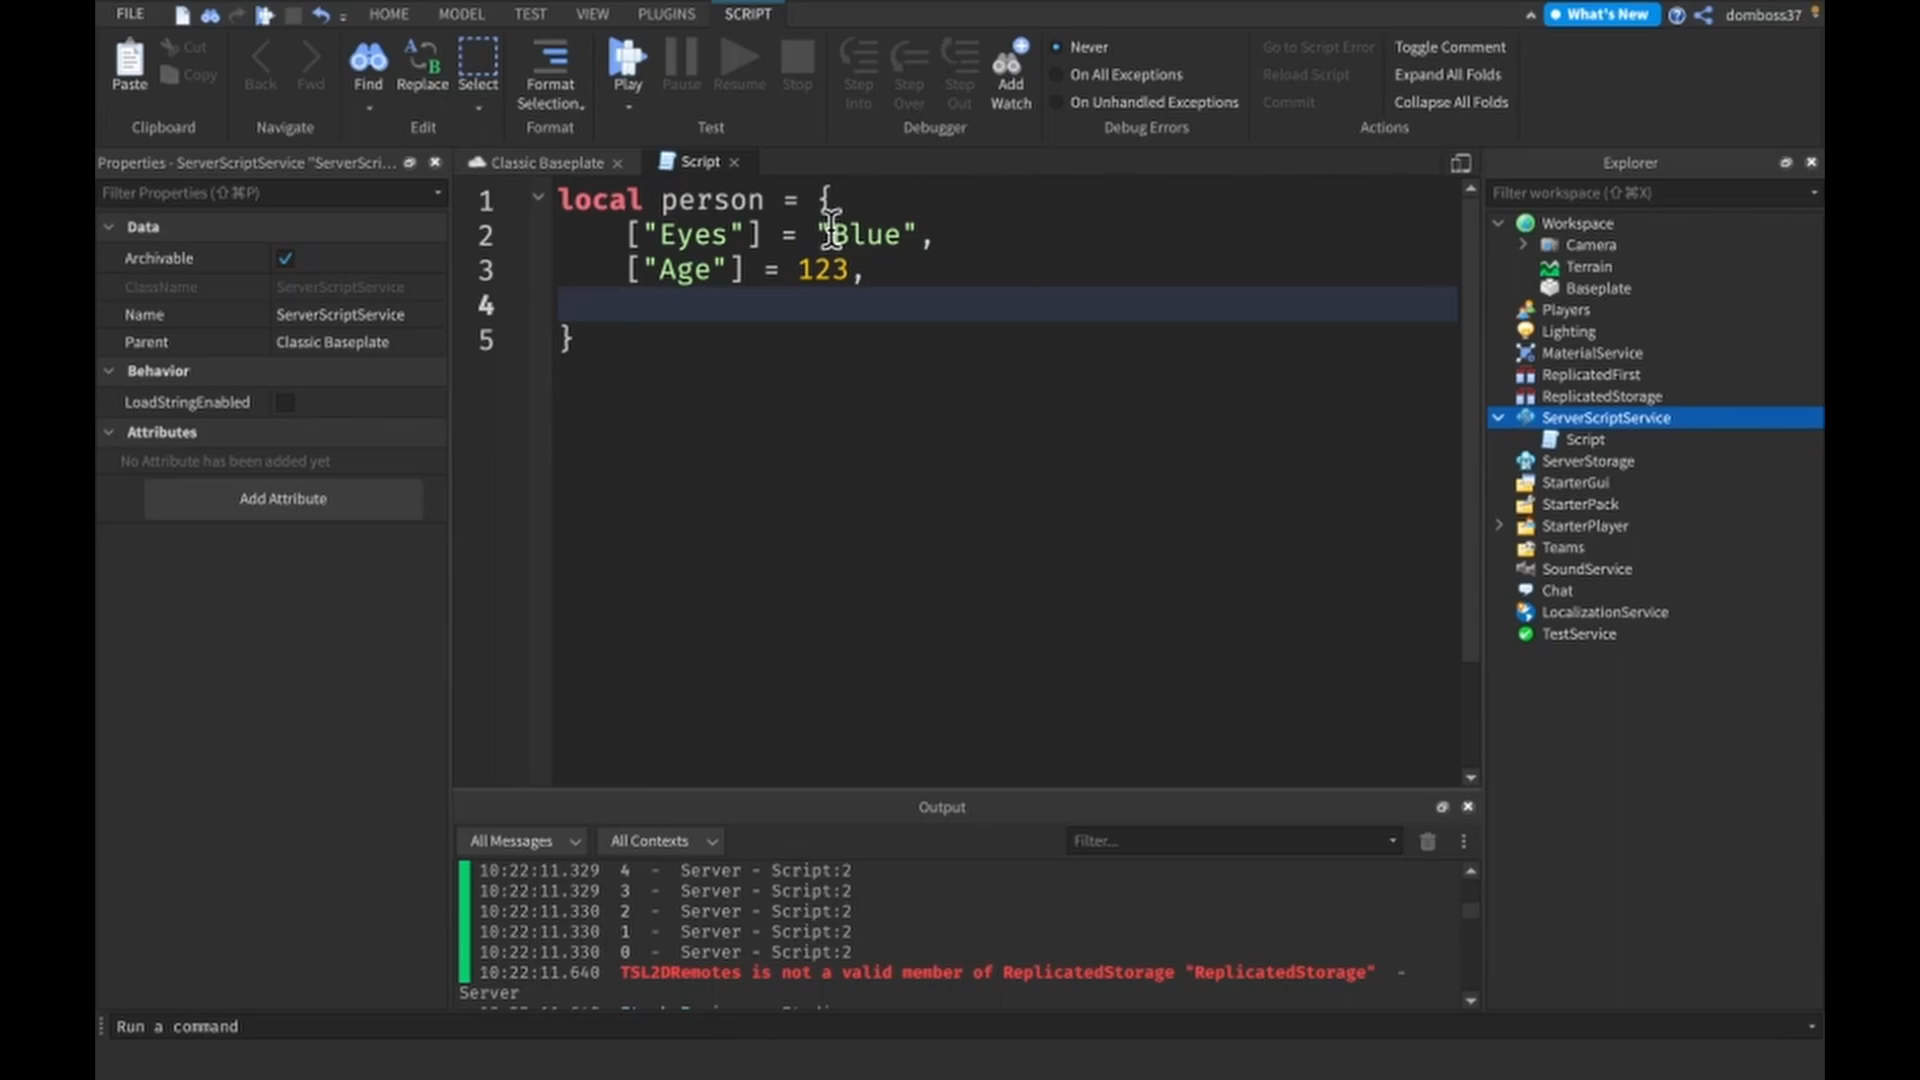 FILE HOME MODEL TEST VIEW PLUGINS SCRIPT What's New domboss37
Paste Cut Copy
Clipboard
Back Fwd
Navigate
Find Replace Select
Edit
Format Selection
Format
Play Pause Resume Stop
Test
Step Into Step Over Step Out Add Watch
Debugger
Never
On All Exceptions
On Unhandled Exceptions
Debug Errors
Go to Script Error
Reload Script
Commit
Toggle Comment
Expand All Folds
Collapse All Folds
Actions
Properties - ServerScriptService "ServerScri...
Filter Properties (⇧⌘P)
Data
Archivable
ClassName ServerScriptService
Name ServerScriptService
Parent Classic Baseplate
Behavior
LoadStringEnabled
Attributes
No Attribute has been added yet
Add Attribute
Classic Baseplate Script
1 local person = {
2 ["Eyes"] = "Blue",
3 ["Age"] = 123,
4
5 }
Output
All Messages All Contexts Filter...
10:22:11.329 4 - Server - Script:2
10:22:11.329 3 - Server - Script:2
10:22:11.330 2 - Server - Script:2
10:22:11.330 1 - Server - Script:2
10:22:11.330 0 - Server - Script:2
10:22:11.640 TSL2DRemotes is not a valid member of ReplicatedStorage "ReplicatedStorage" -
Server
Explorer
Filter workspace (⇧⌘X)
Workspace
Camera
Terrain
Baseplate
Players
Lighting
MaterialService
ReplicatedFirst
ReplicatedStorage
ServerScriptService
Script
ServerStorage
StarterGui
StarterPack
StarterPlayer
Teams
SoundService
Chat
LocalizationService
TestService
Run a command